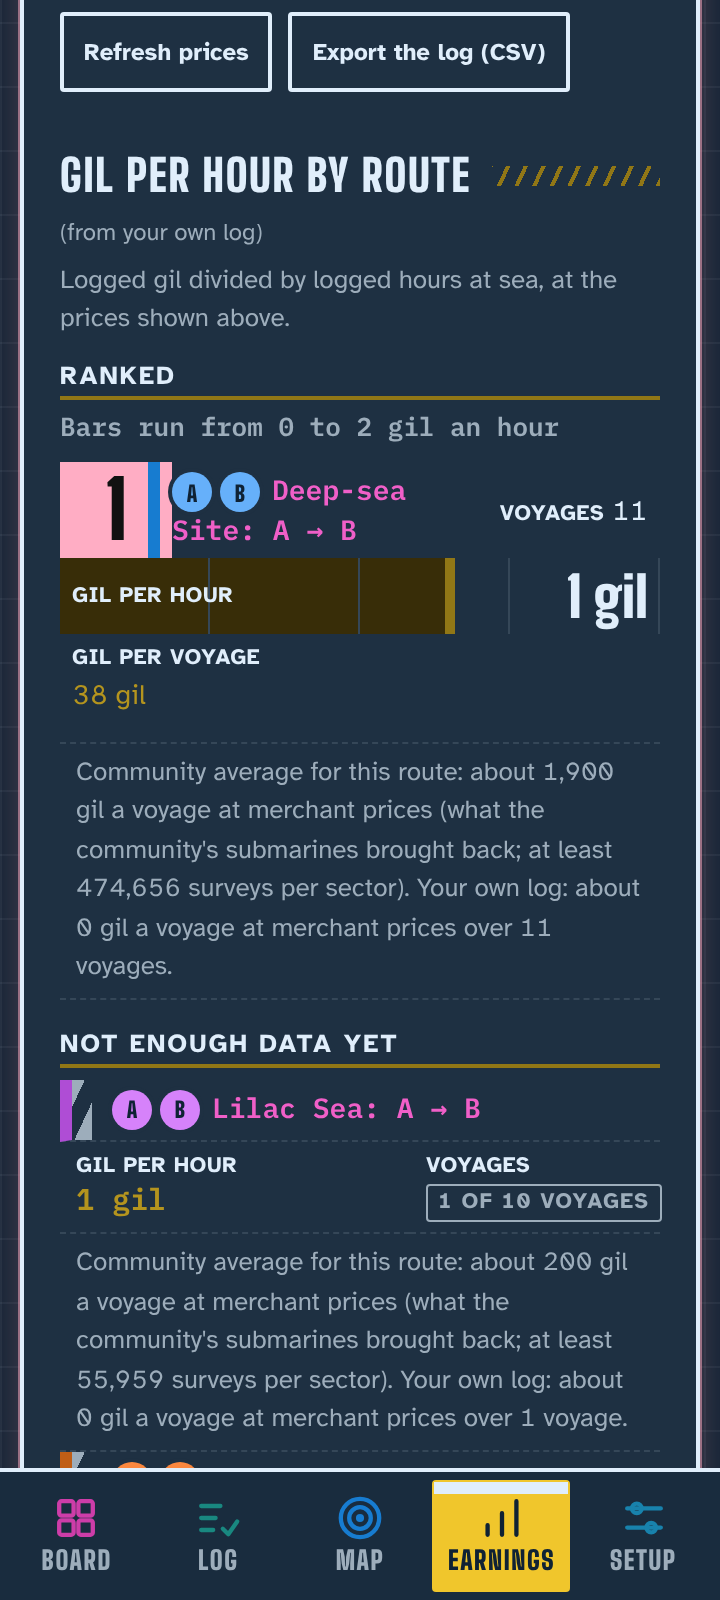 Refresh prices
Export the log (CSV)
GIL PER HOUR BY ROUTE
(from your own log)
Logged gil divided by logged hours at sea, at the
prices shown above.
RANKED
Bars run from 0 to 2 gil an hour
1
A B Deep-sea
Site: A → B
VOYAGES 11
GIL PER HOUR
1 gil
GIL PER VOYAGE
38 gil
Community average for this route: about 1,900
gil a voyage at merchant prices (what the
community's submarines brought back; at least
474,656 surveys per sector). Your own log: about
0 gil a voyage at merchant prices over 11
voyages.
NOT ENOUGH DATA YET
A B Lilac Sea: A → B
GIL PER HOUR
1 gil
VOYAGES
1 OF 10 VOYAGES
Community average for this route: about 200 gil
a voyage at merchant prices (what the
community's submarines brought back; at least
55,959 surveys per sector). Your own log: about
0 gil a voyage at merchant prices over 1 voyage.
BOARD
LOG
MAP
EARNINGS
SETUP